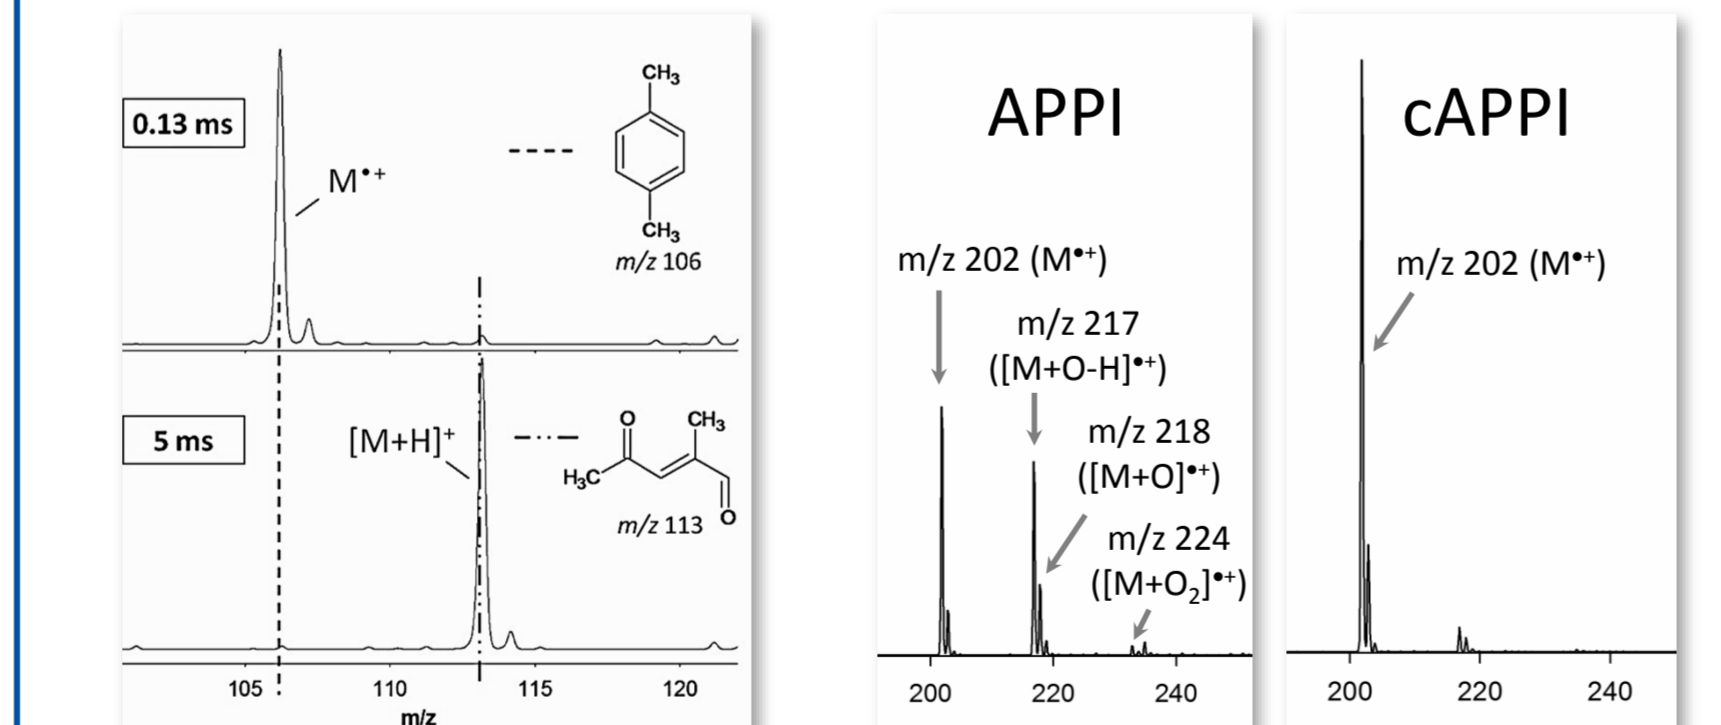 0.13 ms
M•+
CH₃
CH₃
m/z 106
5 ms
[M+H]⁺
O
CH₃
H₃C
O
m/z 113
105
110
115
120
m/z
APPI
m/z 202 (M•+)
m/z 217
([M+O-H]•+)
m/z 218
([M+O]•+)
m/z 224
([M+O₂]•+)
200
220
240
cAPPI
m/z 202 (M•+)
200
220
240